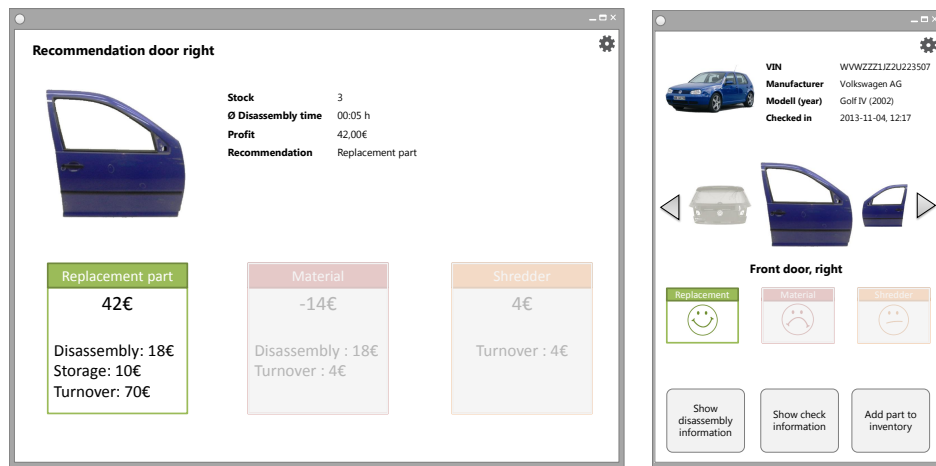 Recommendation door right
Stock 3
Ø Disassembly time 00:05 h
Profit 42,00€
Recommendation Replacement part
Replacement part
42€
Disassembly: 18€
Storage: 10€
Turnover: 70€
Material
-14€
Disassembly : 18€
Turnover : 4€
Shredder
4€
Turnover : 4€
VIN WVWZZZ1JZ2U223507
Manufacturer Volkswagen AG
Modell (year) Golf IV (2002)
Checked in 2013-11-04, 12:17
Front door, right
Replacement
Material
Shredder
Show
disassembly
information
Show check
information
Add part to
inventory